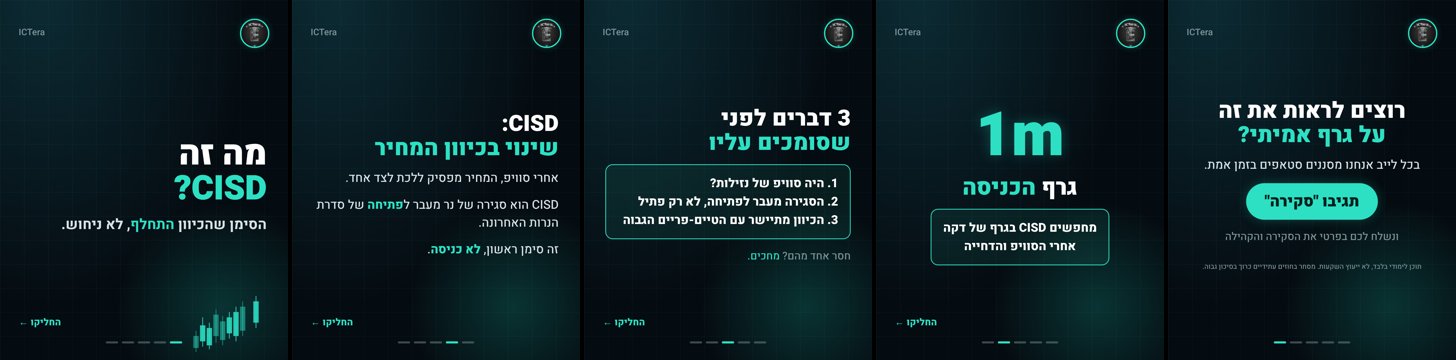 ICTera
מה זה
CISD?
הסימן שהכיוון התחלף, לא ניחוש.
החליקו ←
ICTera
CISD:
שינוי בכיוון המחיר
אחרי סוויפ, המחיר מפסיק ללכת לצד אחד.
CISD הוא סגירה של נר מעבר לפתיחה של סדרת
הנרות האחרונה.
זה סימן ראשון, לא כניסה.
החליקו ←
ICTera
3 דברים לפני
שסומכים עליו
1. היה סוויפ של נזילות?
2. הסגירה מעבר לפתיחה, לא רק פתיל
3. הכיוון מתיישר עם הטיים-פריים הגבוה
חסר אחד מהם? מחכים.
החליקו ←
ICTera
1m
גרף הכניסה
מחפשים CISD בגרף של דקה
אחרי הסוויפ והדחייה
החליקו ←
ICTera
רוצים לראות את זה
על גרף אמיתי?
בכל לייב אנחנו מסננים סטאפים בזמן אמת.
תגיבו "סקירה"
ונשלח לכם בפרטי את הסקירה והקהילה
תוכן לימודי בלבד, לא ייעוץ השקעות. מסחר בחוזים עתידיים כרוך בסיכון גבוה.